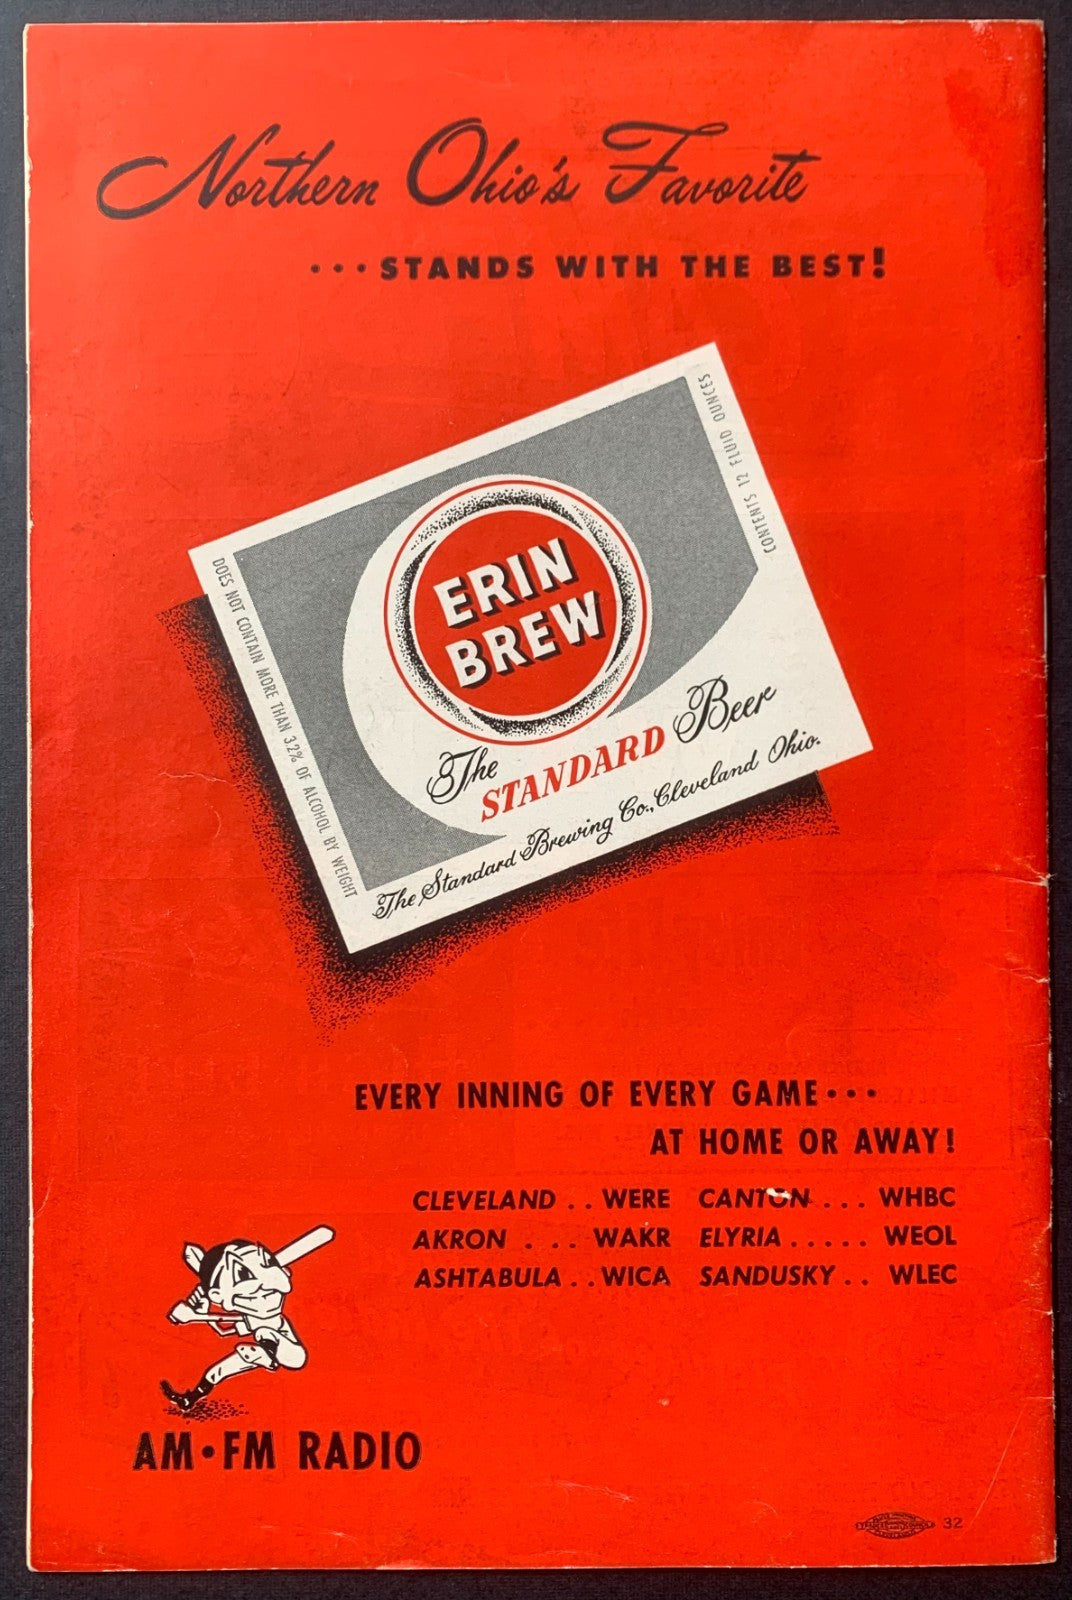 Northern Ohio's Favorite
...STANDS WITH THE BEST!
CONTENTS 12 FLUID OUNCES
DOES NOT CONTAIN MORE THAN 3.2% OF ALCOHOL BY WEIGHT
ERIN
BREW
The STANDARD Beer
The Standard Brewing Co., Cleveland Ohio.
EVERY INNING OF EVERY GAME...
AT HOME OR AWAY!
CLEVELAND .. WERE CANTON ... WHBC
AKRON . .. WAKR ELYRIA ..... WEOL
ASHTABULA .. WICA SANDUSKY .. WLEC
AM•FM RADIO
32